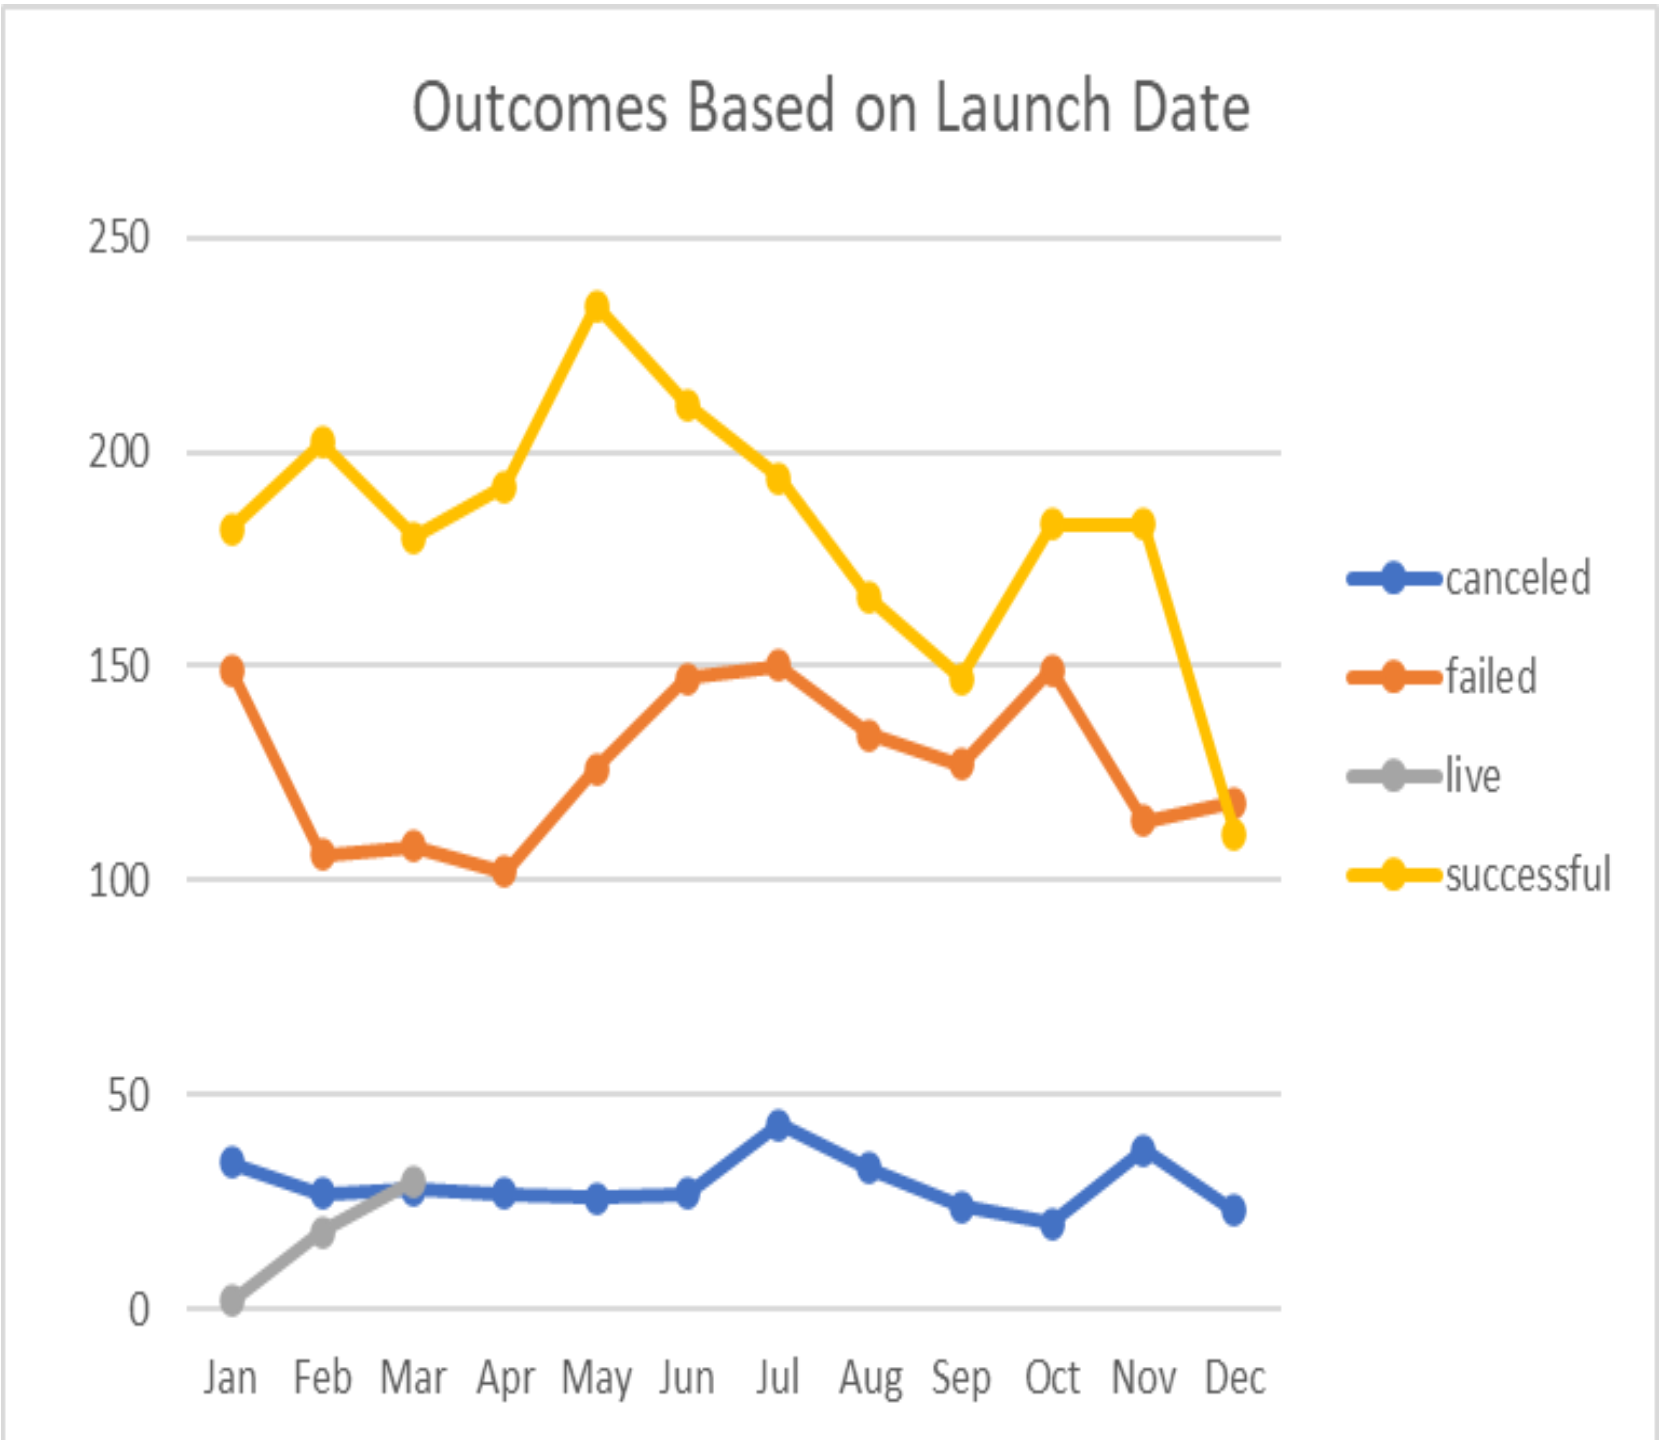 Outcomes Based on Launch Date
250
200
150
100
50
0
Jan Feb Mar Apr May Jun Jul Aug Sep Oct Nov Dec
canceled
failed
live
successful